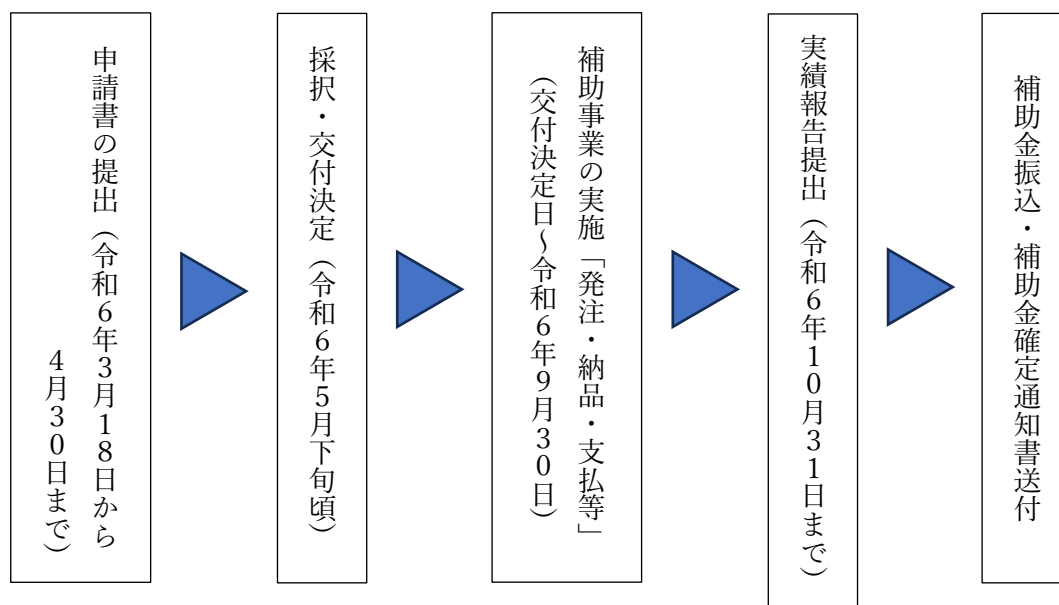 申請書の提出（令和６年３月１８日から
４月３０日まで）
採択・交付決定（令和６年５月下旬頃）
補助事業の実施「発注・納品・支払等」
（交付決定日～令和６年９月３０日）
実績報告提出（令和６年１０月３１日まで）
補助金振込・補助金確定通知書送付